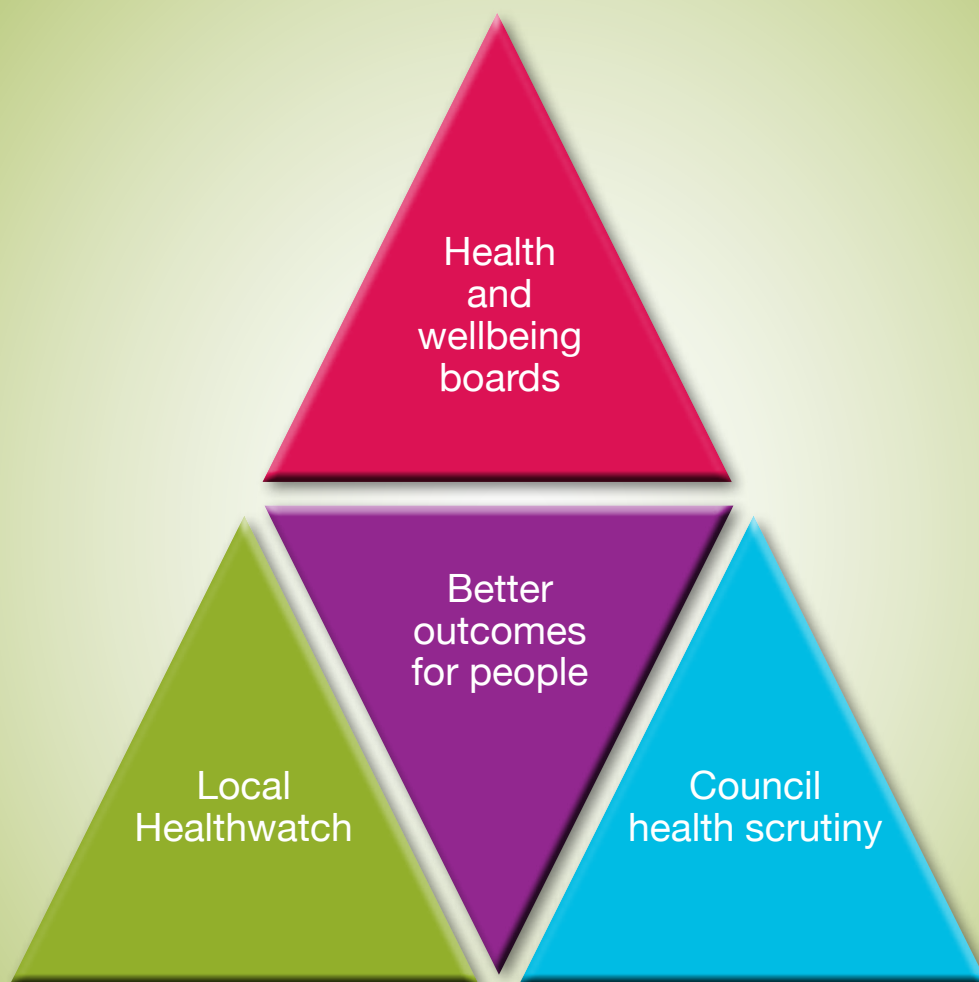 Health
and
wellbeing
boards
Better
outcomes
for people
Local
Healthwatch
Council
health scrutiny